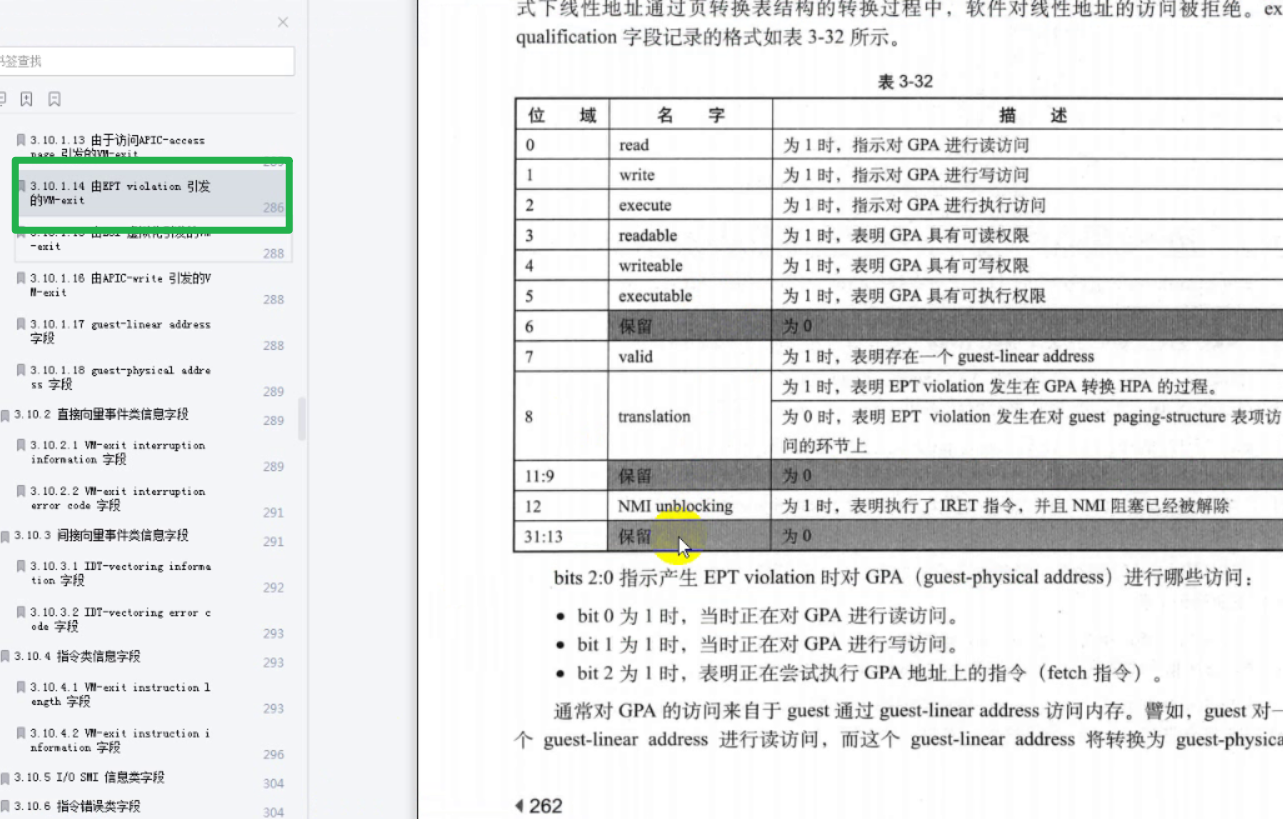 书签查找
3.10.1.13 由于访问APIC-access
page 引发的VM-exit
3.10.1.14 由EPT violation 引发
的VM-exit
286
-exit
288
3.10.1.16 由APIC-write 引发的V
M-exit
288
3.10.1.17 guest-linear address
字段
288
3.10.1.18 guest-physical addre
ss 字段
289
3.10.2 直接向量事件类信息字段
289
3.10.2.1 VM-exit interruption
information 字段
289
3.10.2.2 VM-exit interruption
error code 字段
291
3.10.3 间接向量事件类信息字段
291
3.10.3.1 IDT-vectoring informa
tion 字段
292
3.10.3.2 IDT-vectoring error c
ode 字段
293
3.10.4 指令类信息字段
293
3.10.4.1 VM-exit instruction l
ength 字段
293
3.10.4.2 VM-exit instruction i
nformation 字段
296
3.10.5 I/O SMI 信息类字段
304
3.10.6 指令错误类字段
304
式下线性地址通过页转换表结构的转换过程中，软件对线性地址的访问被拒绝。ex
qualification 字段记录的格式如表 3-32 所示。
表 3-32
位 域 名 字 描 述
0 read 为 1 时，指示对 GPA 进行读访问
1 write 为 1 时，指示对 GPA 进行写访问
2 execute 为 1 时，指示对 GPA 进行执行访问
3 readable 为 1 时，表明 GPA 具有可读权限
4 writeable 为 1 时，表明 GPA 具有可写权限
5 executable 为 1 时，表明 GPA 具有可执行权限
6 保留 为 0
7 valid 为 1 时，表明存在一个 guest-linear address
8 translation 为 1 时，表明 EPT violation 发生在 GPA 转换 HPA 的过程。
为 0 时，表明 EPT violation 发生在对 guest paging-structure 表项访
问的环节上
11:9 保留 为 0
12 NMI unblocking 为 1 时，表明执行了 IRET 指令，并且 NMI 阻塞已经被解除
31:13 保留 为 0
bits 2:0 指示产生 EPT violation 时对 GPA（guest-physical address）进行哪些访问：
● bit 0 为 1 时，当时正在对 GPA 进行读访问。
● bit 1 为 1 时，当时正在对 GPA 进行写访问。
● bit 2 为 1 时，表明正在尝试执行 GPA 地址上的指令（fetch 指令）。
通常对 GPA 的访问来自于 guest 通过 guest-linear address 访问内存。譬如，guest 对一
个 guest-linear address 进行读访问，而这个 guest-linear address 将转换为 guest-physica
262